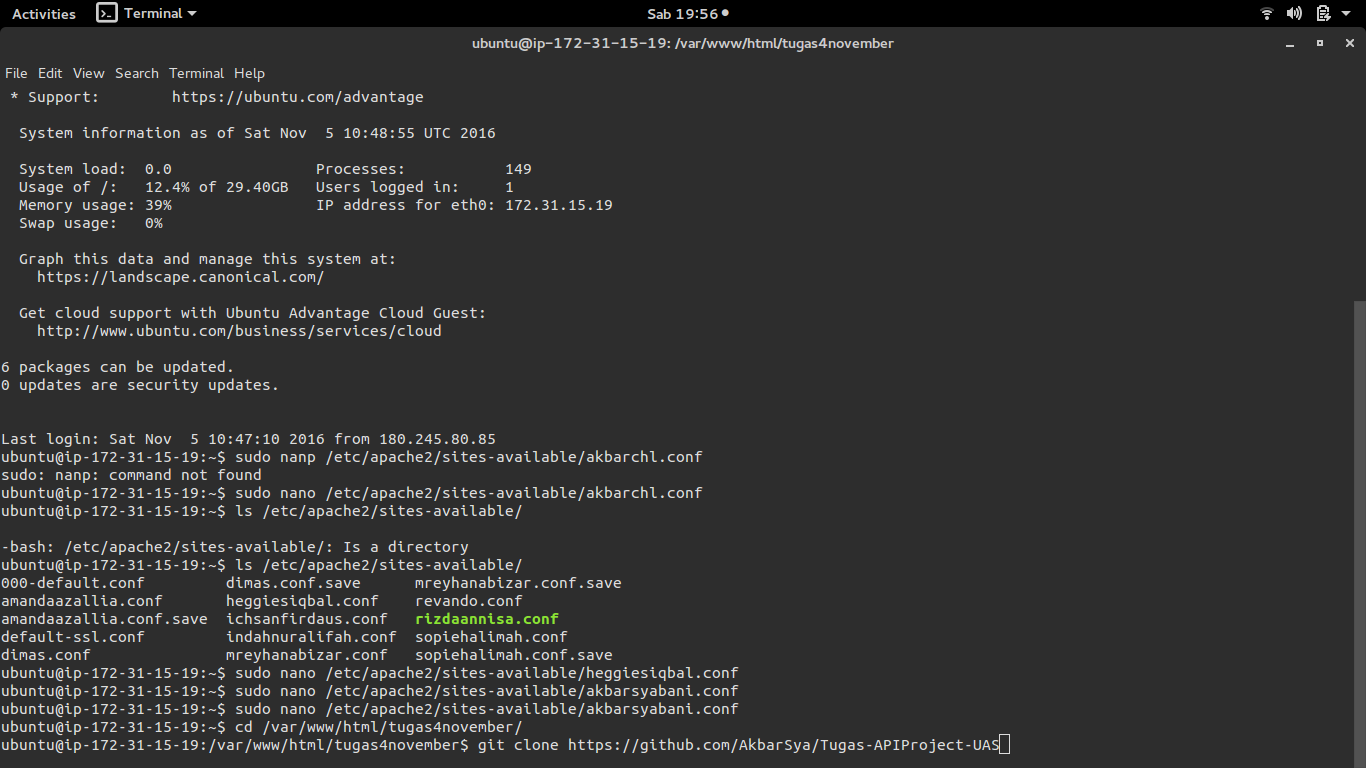 Activities Terminal Sab 19:56
ubuntu@ip-172-31-15-19: /var/www/html/tugas4november
File Edit View Search Terminal Help
* Support: https://ubuntu.com/advantage
System information as of Sat Nov  5 10:48:55 UTC 2016
System load: 0.0 Processes: 149
Usage of /: 12.4% of 29.40GB Users logged in: 1
Memory usage: 39% IP address for eth0: 172.31.15.19
Swap usage: 0%
Graph this data and manage this system at:
https://landscape.canonical.com/
Get cloud support with Ubuntu Advantage Cloud Guest:
http://www.ubuntu.com/business/services/cloud
6 packages can be updated.
0 updates are security updates.
Last login: Sat Nov  5 10:47:10 2016 from 180.245.80.85
ubuntu@ip-172-31-15-19:~$ sudo nanp /etc/apache2/sites-available/akbarchl.conf
sudo: nanp: command not found
ubuntu@ip-172-31-15-19:~$ sudo nano /etc/apache2/sites-available/akbarchl.conf
ubuntu@ip-172-31-15-19:~$ ls /etc/apache2/sites-available/
-bash: /etc/apache2/sites-available/: Is a directory
ubuntu@ip-172-31-15-19:~$ ls /etc/apache2/sites-available/
000-default.conf dimas.conf.save mreyhanabizar.conf.save
amandaazallia.conf heggiesiqbal.conf revando.conf
amandaazallia.conf.save ichsanfirdaus.conf rizdaannisa.conf
default-ssl.conf indahnuralifah.conf sopiehalimah.conf
dimas.conf mreyhanabizar.conf sopiehalimah.conf.save
ubuntu@ip-172-31-15-19:~$ sudo nano /etc/apache2/sites-available/heggiesiqbal.conf
ubuntu@ip-172-31-15-19:~$ sudo nano /etc/apache2/sites-available/akbarsyabani.conf
ubuntu@ip-172-31-15-19:~$ sudo nano /etc/apache2/sites-available/akbarsyabani.conf
ubuntu@ip-172-31-15-19:~$ cd /var/www/html/tugas4november/
ubuntu@ip-172-31-15-19:/var/www/html/tugas4november$ git clone https://github.com/AkbarSya/Tugas-APIProject-UAS